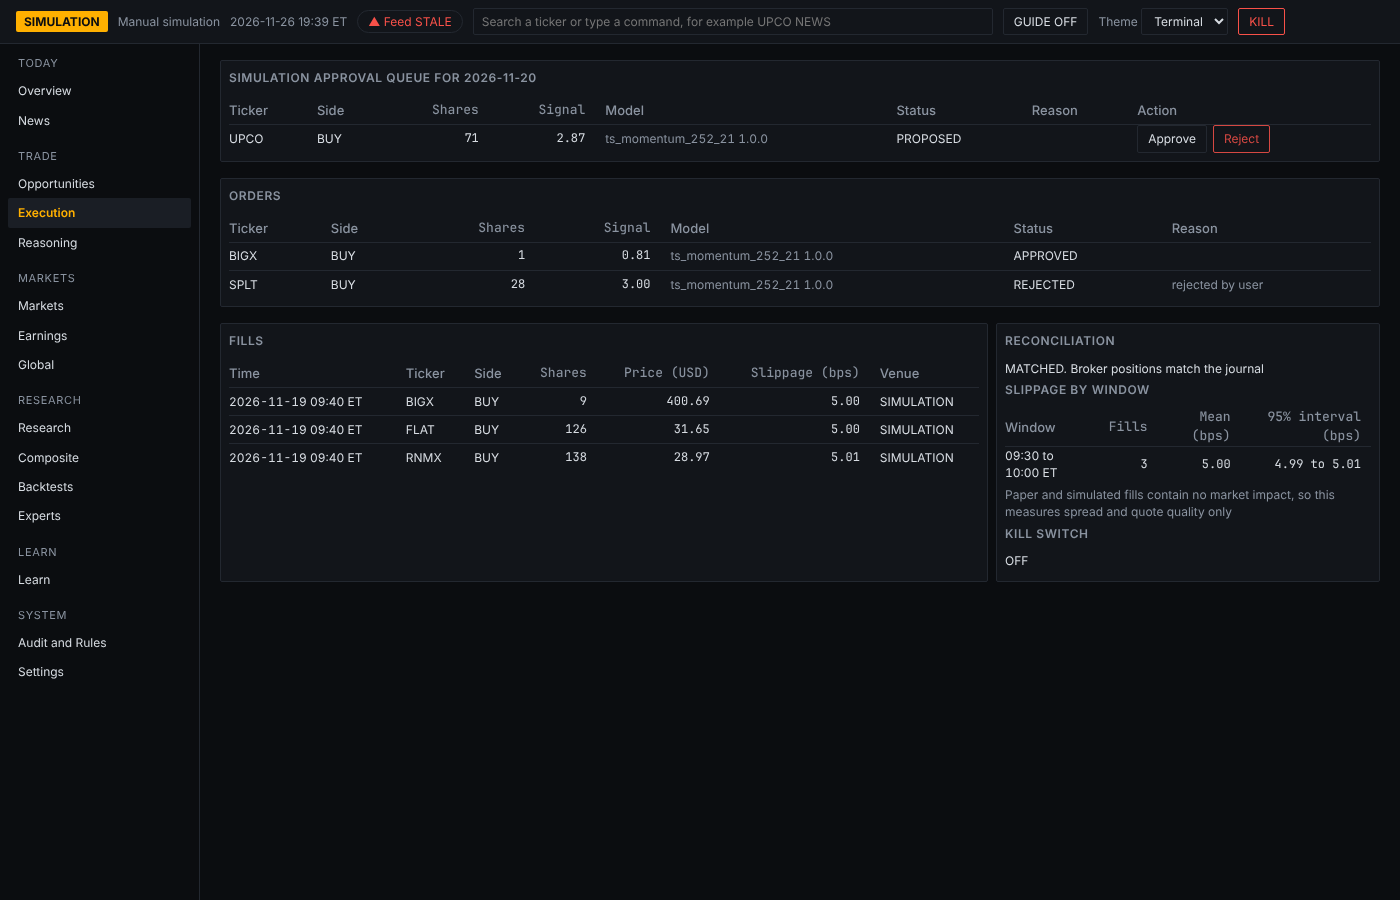 SIMULATION Manual simulation 2026-11-26 19:39 ET ▲ Feed STALE Search a ticker or type a command, for example UPCO NEWS GUIDE OFF Theme Terminal KILL
TODAY
Overview
News
TRADE
Opportunities
Execution
Reasoning
MARKETS
Markets
Earnings
Global
RESEARCH
Research
Composite
Backtests
Experts
LEARN
Learn
SYSTEM
Audit and Rules
Settings
SIMULATION APPROVAL QUEUE FOR 2026-11-20
Ticker Side Shares Signal Model Status Reason Action
UPCO BUY 71 2.87 ts_momentum_252_21 1.0.0 PROPOSED Approve Reject
ORDERS
Ticker Side Shares Signal Model Status Reason
BIGX BUY 1 0.81 ts_momentum_252_21 1.0.0 APPROVED
SPLT BUY 28 3.00 ts_momentum_252_21 1.0.0 REJECTED rejected by user
FILLS
Time Ticker Side Shares Price (USD) Slippage (bps) Venue
2026-11-19 09:40 ET BIGX BUY 9 400.69 5.00 SIMULATION
2026-11-19 09:40 ET FLAT BUY 126 31.65 5.00 SIMULATION
2026-11-19 09:40 ET RNMX BUY 138 28.97 5.01 SIMULATION
RECONCILIATION
MATCHED. Broker positions match the journal
SLIPPAGE BY WINDOW
Window Fills Mean (bps) 95% interval (bps)
09:30 to 10:00 ET 3 5.00 4.99 to 5.01
Paper and simulated fills contain no market impact, so this
measures spread and quote quality only
KILL SWITCH
OFF